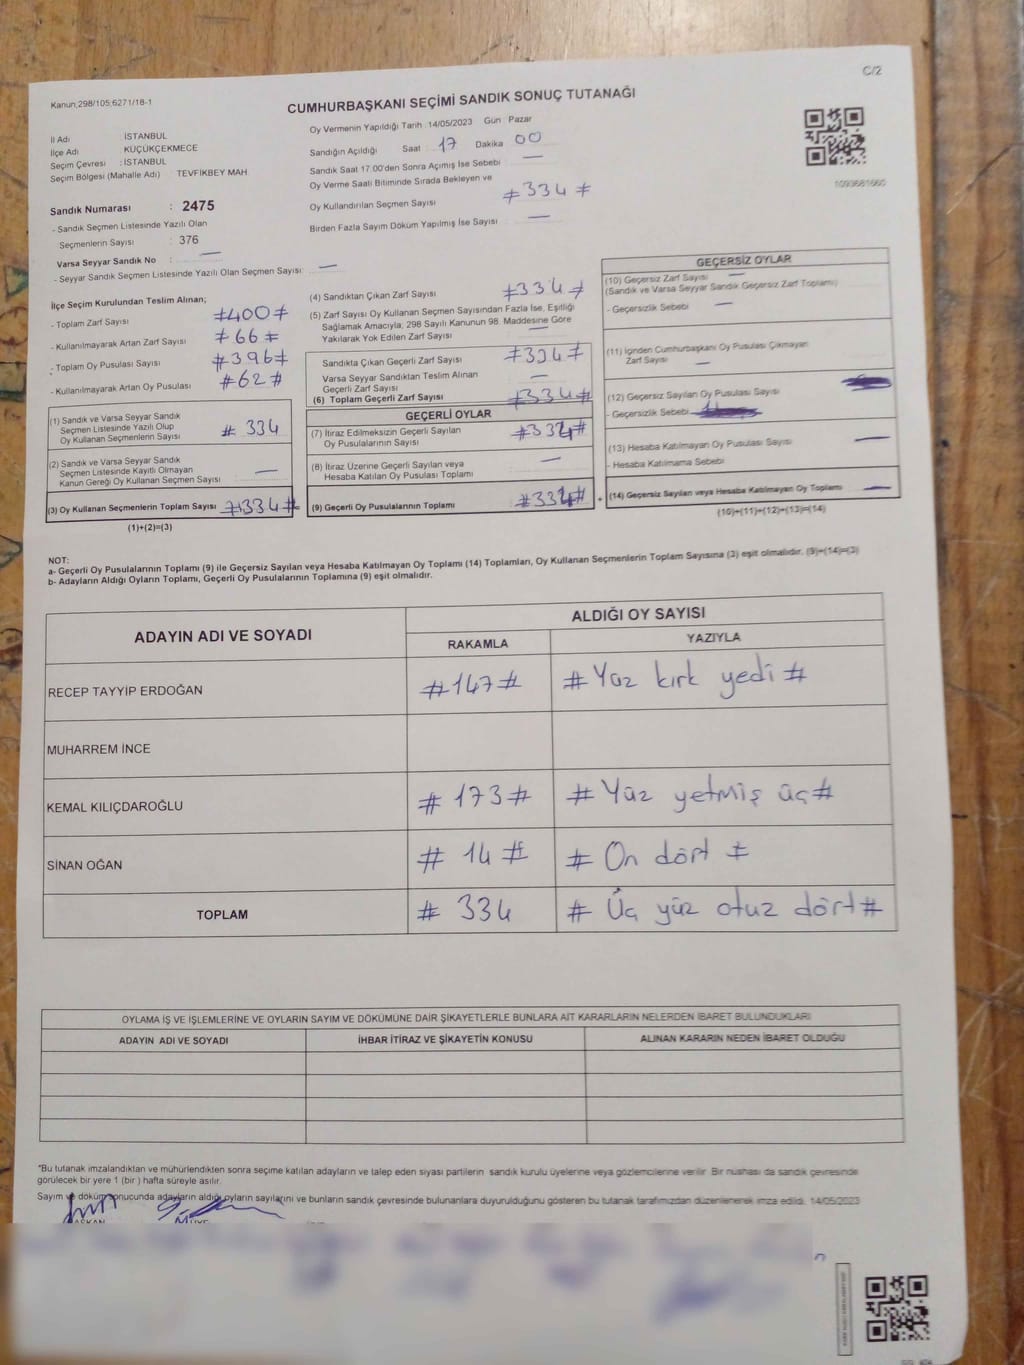 C/2
Kanun;298/105;6271/18-1
CUMHURBAŞKANI SEÇİMİ SANDIK SONUÇ TUTANAĞI
İl Adı : İSTANBUL
İlçe Adı : KÜÇÜKÇEKMECE
Seçim Çevresi : İSTANBUL
Seçim Bölgesi (Mahalle Adı) TEVFİKBEY MAH.
Sandık Numarası : 2475
- Sandık Seçmen Listesinde Yazılı Olan
Seçmenlerin Sayısı : 376
Varsa Seyyar Sandık No : —
- Seyyar Sandık Seçmen Listesinde Yazılı Olan Seçmen Sayısı: —
Oy Vermenin Yapıldığı Tarih :14/05/2023 Gün : Pazar
Sandığın Açıldığı Saat 17 Dakika 00
Sandık Saat 17.00'den Sonra Açımış İse Sebebi —
Oy Verme Saati Bitiminde Sırada Bekleyen ve
Oy Kullandırılan Seçmen Sayısı #334#
Birden Fazla Sayım Döküm Yapılmış İse Sayısı —
1093681660
İlçe Seçim Kurulundan Teslim Alınan;
- Toplam Zarf Sayısı #400#
- Kullanılmayarak Artan Zarf Sayısı #66#
- Toplam Oy Pusulası Sayısı #396#
- Kullanılmayarak Artan Oy Pusulası #62#
(1) Sandık ve Varsa Seyyar Sandık
Seçmen Listesinde Yazılı Olup
Oy Kullanan Seçmenlerin Sayısı # 334
(2) Sandık ve Varsa Seyyar Sandık
Seçmen Listesinde Kayıtlı Olmayan
Kanun Gereği Oy Kullanan Seçmen Sayısı —
(3) Oy Kullanan Seçmenlerin Toplam Sayısı #334#
(1)+(2)=(3)
(4) Sandıktan Çıkan Zarf Sayısı #334#
(5) Zarf Sayısı Oy Kullanan Seçmen Sayısından Fazla İse, Eşitliği
Sağlamak Amacıyla; 298 Sayılı Kanunun 98. Maddesine Göre
Yakılarak Yok Edilen Zarf Sayısı —
Sandıkta Çıkan Geçerli Zarf Sayısı #334#
Varsa Seyyar Sandıktan Teslim Alınan
Geçerli Zarf Sayısı —
(6) Toplam Geçerli Zarf Sayısı #334#
GEÇERLİ OYLAR
(7) İtiraz Edilmeksizin Geçerli Sayılan
Oy Pusulalarının Sayısı #334#
(8) İtiraz Üzerine Geçerli Sayılan veya
Hesaba Katılan Oy Pusulası Toplamı —
(9) Geçerli Oy Pusulalarının Toplamı #334#
GEÇERSİZ OYLAR
(10) Geçersiz Zarf Sayısı —
(Sandık ve Varsa Seyyar Sandık Geçersiz Zarf Toplamı)
- Geçersizlik Sebebi —
(11) İçinden Cumhurbaşkanı Oy Pusulası Çıkmayan
Zarf Sayısı —
(12) Geçersiz Sayılan Oy Pusulası Sayısı
- Geçersizlik Sebebi
(13) Hesaba Katılmayan Oy Pusulası Sayısı —
- Hesaba Katılmama Sebebi
(14) Geçersiz Sayılan veya Hesaba Katılmayan Oy Toplamı —
(10)+(11)+(12)+(13)=(14)
NOT:
a- Geçerli Oy Pusulalarının Toplamı (9) ile Geçersiz Sayılan veya Hesaba Katılmayan Oy Toplamı (14) Toplamları, Oy Kullanan Seçmenlerin Toplam Sayısına (3) eşit olmalıdır. (9)+(14)=(3)
b- Adayların Aldığı Oyların Toplamı, Geçerli Oy Pusulalarının Toplamına (9) eşit olmalıdır.
ADAYIN ADI VE SOYADI
ALDIĞI OY SAYISI
RAKAMLA YAZIYLA
RECEP TAYYİP ERDOĞAN #147# # Yüz kırk yedi #
MUHARREM İNCE
KEMAL KILIÇDAROĞLU # 173# # Yüz yetmiş üç#
SİNAN OĞAN # 14 # # On dört #
TOPLAM # 334 # Üç yüz otuz dört#
OYLAMA İŞ VE İŞLEMLERİNE VE OYLARIN SAYIM VE DÖKÜMÜNE DAİR ŞİKAYETLERLE BUNLARA AİT KARARLARIN NELERDEN İBARET BULUNDUKLARI
ADAYIN ADI VE SOYADI İHBAR İTİRAZ VE ŞİKAYETİN KONUSU ALINAN KARARIN NEDEN İBARET OLDUĞU
*Bu tutanak imzalandıktan ve mühürlendikten sonra seçime katılan adayların ve talep eden siyasi partilerin sandık kurulu üyelerine veya gözlemcilerine verilir. Bir nüshası da sandık çevresinde
görülecek bir yere 1 (bir) hafta süreyle asılır.
Sayım ve döküm sonucunda adayların aldığı oyların sayılarını ve bunların sandık çevresinde bulunanlara duyurulduğunu gösteren bu tutanak tarafımızdan düzenlenerek imza edildi. 14/05/2023